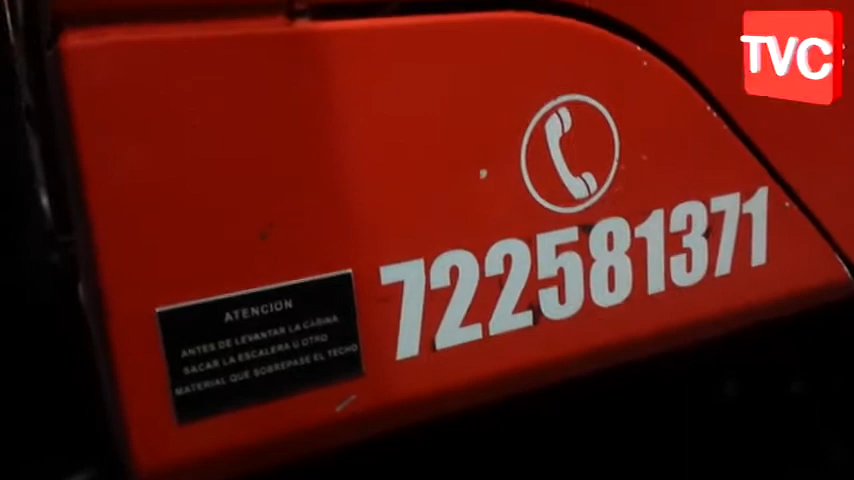 TVC
722581371
ATENCION
ANTES DE LEVANTAR LA CABINA
SACAR LA ESCALERA U OTRO
MATERIAL QUE SOBREPASE EL TECHO